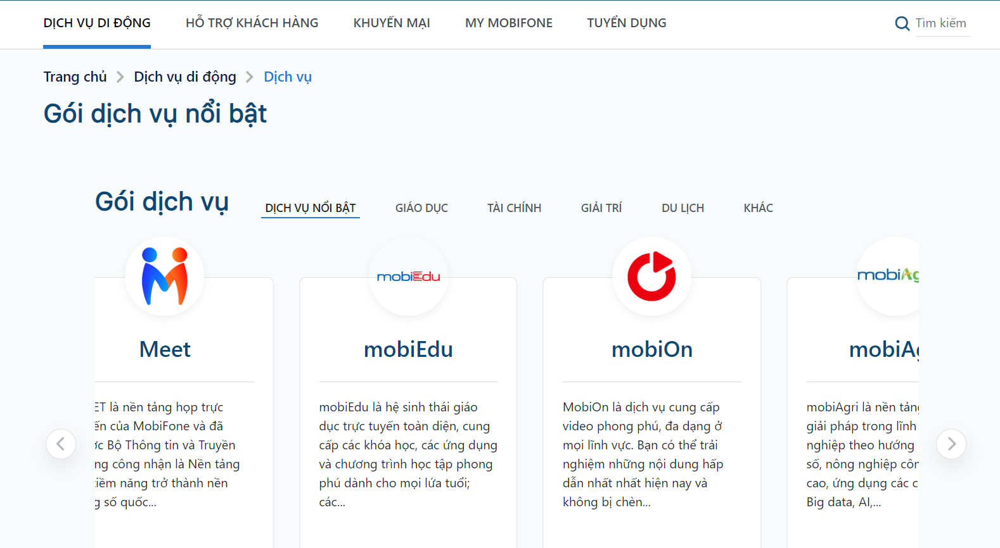 DỊCH VỤ DI ĐỘNG HỖ TRỢ KHÁCH HÀNG KHUYẾN MẠI MY MOBIFONE TUYỂN DỤNG Tìm kiếm
Trang chủ Dịch vụ di động Dịch vụ
Gói dịch vụ nổi bật
Gói dịch vụ DỊCH VỤ NỔI BẬT GIÁO DỤC TÀI CHÍNH GIẢI TRÍ DU LỊCH KHÁC
Meet
ET là nền tảng họp trực
ến của MobiFone và đã
ợc Bộ Thông tin và Truyền
ng công nhận là Nền tảng
tiềm năng trở thành nền
g số quốc...
mobiEdu
mobiEdu
mobiEdu là hệ sinh thái giáo
dục trực tuyến toàn diện, cung
cấp các khóa học, các ứng dụng
và chương trình học tập phong
phú dành cho mọi lứa tuổi;
các...
mobiOn
MobiOn là dịch vụ cung cấp
video phong phú, đa dạng ở
mọi lĩnh vực. Bạn có thể trải
nghiệm những nội dung hấp
dẫn nhất nhất hiện nay và
không bị chèn...
mobiAg
mobiAg
mobiAgri là nền tảng
giải pháp trong lĩnh
nghiệp theo hướng
số, nông nghiệp côn
cao, ứng dụng các c
Big data, AI,...